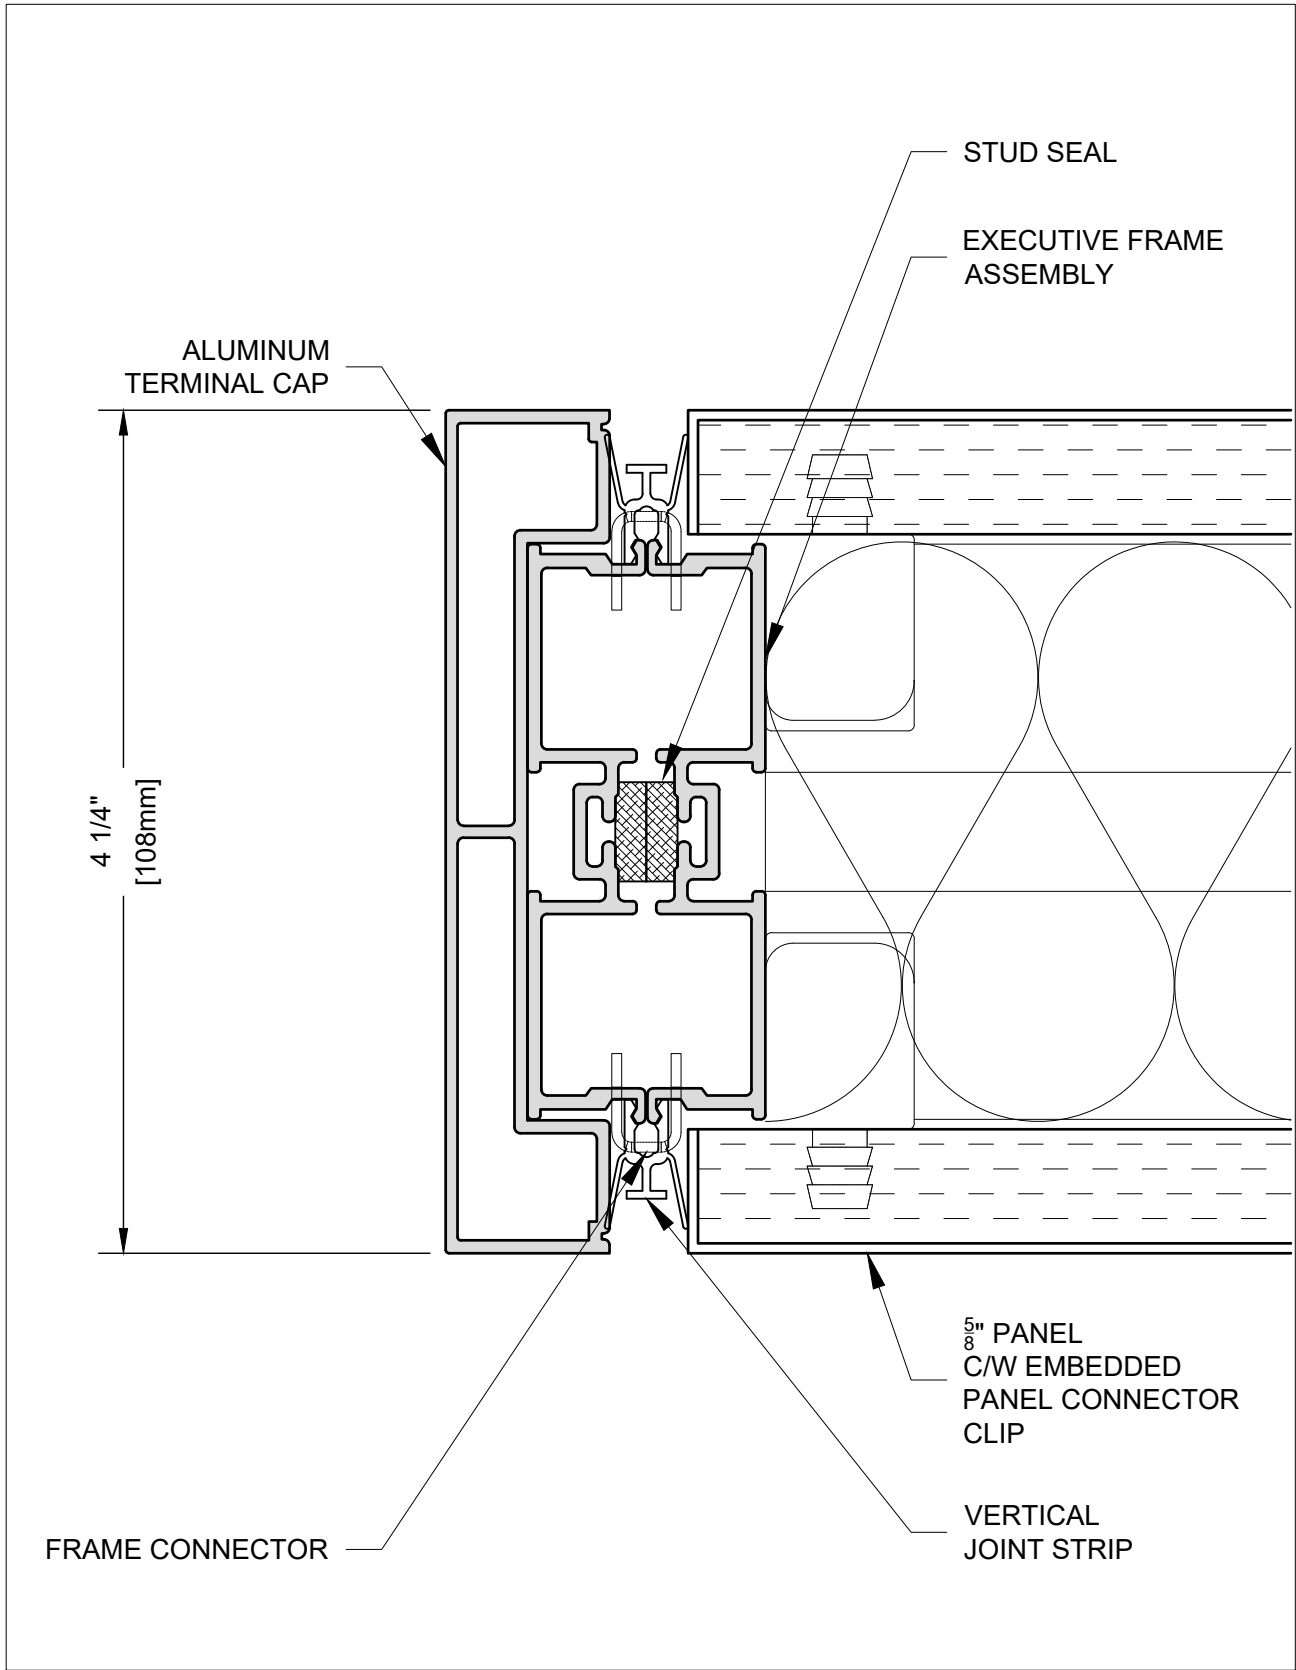 STUD SEAL
EXECUTIVE FRAME
ASSEMBLY
ALUMINUM
TERMINAL CAP
4 1/4"
[108mm]
5/8" PANEL
C/W EMBEDDED
PANEL CONNECTOR
CLIP
VERTICAL
JOINT STRIP
FRAME CONNECTOR